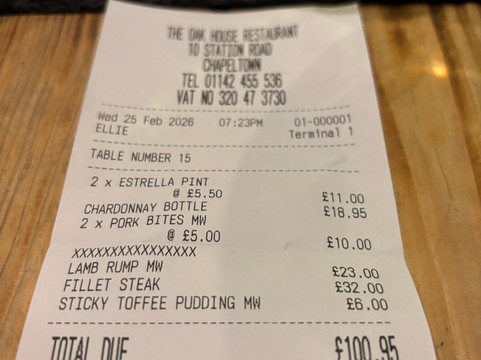 THE OAK HOUSE RESTAURANT
10 STATION ROAD
CHAPELTOWN
TEL 01142 455 536
VAT NO 320 47 3730
Wed 25 Feb 2026 07:23PM 01-000001
ELLIE Terminal 1
TABLE NUMBER 15
2 x ESTRELLA PINT
@ £5.50 £11.00
CHARDONNAY BOTTLE £18.95
2 x PORK BITES MW
@ £5.00 £10.00
XXXXXXXXXXXXXXXX
LAMB RUMP MW £23.00
FILLET STEAK £32.00
STICKY TOFFEE PUDDING MW £6.00
TOTAL DUE £100.95